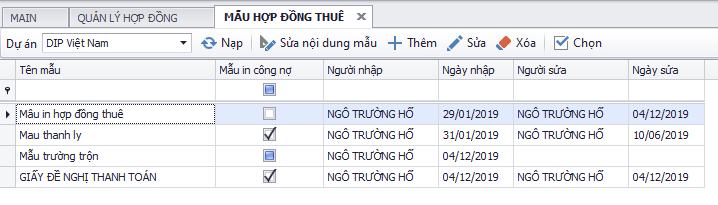 MAIN QUẢN LÝ HỢP ĐỒNG MẪU HỢP ĐỒNG THUÊ
Dự án DIP Việt Nam Nạp Sửa nội dung mẫu Thêm Sửa Xóa Chọn
Tên mẫu Mẫu in công nợ Người nhập Ngày nhập Người sửa Ngày sửa
Mâu in hợp đồng thuê NGÔ TRƯỜNG HỔ 29/01/2019 NGÔ TRƯỜNG HỔ 04/12/2019
Mau thanh ly NGÔ TRƯỜNG HỔ 31/01/2019 NGÔ TRƯỜNG HỔ 10/06/2019
Mẫu trường trộn NGÔ TRƯỜNG HỔ 04/12/2019
GIẤY ĐỀ NGHỊ THANH TOÁN NGÔ TRƯỜNG HỔ 04/12/2019 NGÔ TRƯỜNG HỔ 04/12/2019